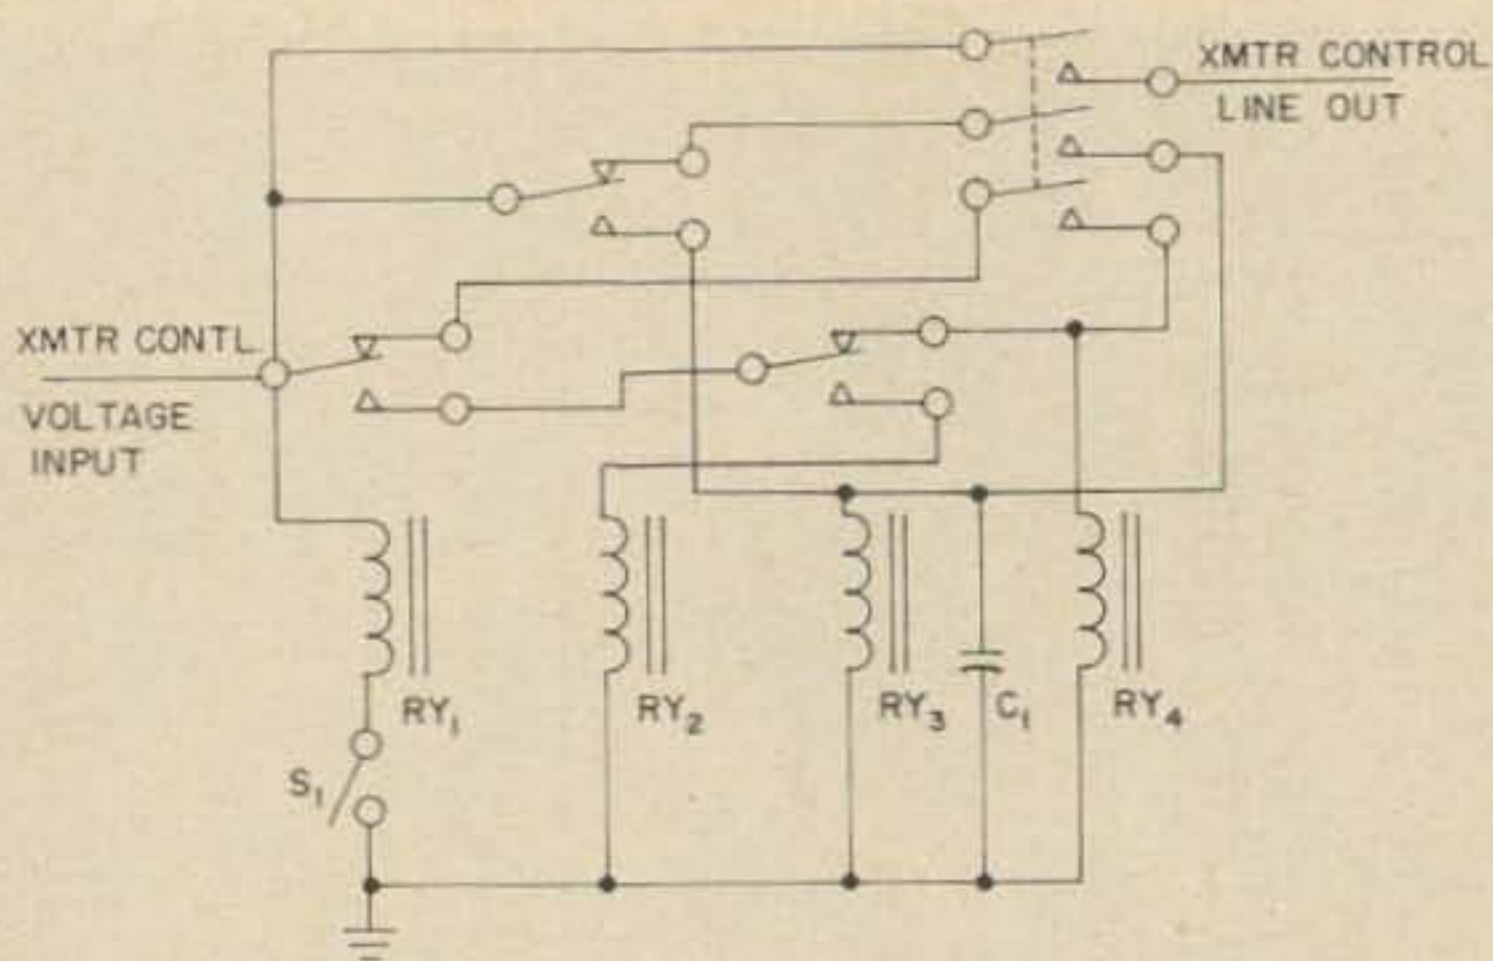 XMTR CONTROL
LINE OUT
XMTR CONTL
VOLTAGE
INPUT
RY₁
RY₂
RY₃
C₁
RY₄
S₁